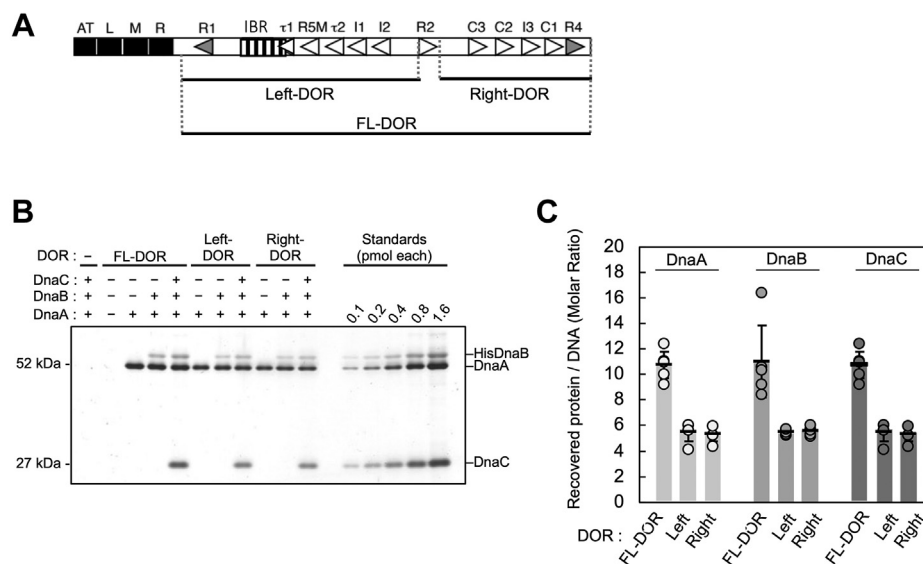 A
AT L M R R1 IBR τ1 R5M τ2 I1 I2 R2 C3 C2 I3 C1 R4
Left-DOR Right-DOR
FL-DOR
B
DOR : – FL-DOR Left-DOR Right-DOR Standards (pmol each)
DnaC : + – – – + – – + – – +
DnaB : + – – + + – + + – + +
DnaA : + – + + + + + + + + + 0.1 0.2 0.4 0.8 1.6
52 kDa - HisDnaB
DnaA
27 kDa - DnaC
C
Recovered protein / DNA (Molar Ratio)
20
18
16
14
12
10
8
6
4
2
0
DnaA DnaB DnaC
DOR : FL-DOR Left Right FL-DOR Left Right FL-DOR Left Right